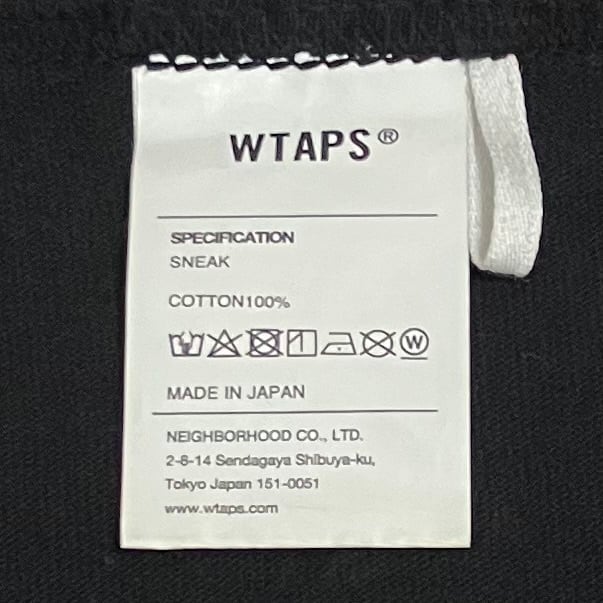 WTAPS®
SPECIFICATION
SNEAK
COTTON100%
W
MADE IN JAPAN
NEIGHBORHOOD CO., LTD.
2-8-14 Sendagaya Shibuya-ku,
Tokyo Japan 151-0051
www.wtaps.com